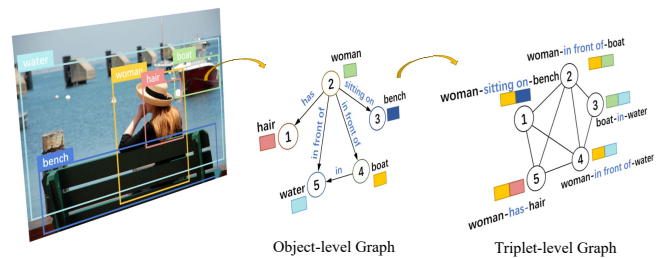 water
woman
hair
boat
bench
woman
2
has
sitting on
hair
1
bench
3
in front of
in front of
water
5
in
4
boat
Object-level Graph
woman-in front of-boat
woman-sitting on-bench
2
1
3
boat-in-water
4
woman-in front of-water
5
woman-has-hair
Triplet-level Graph